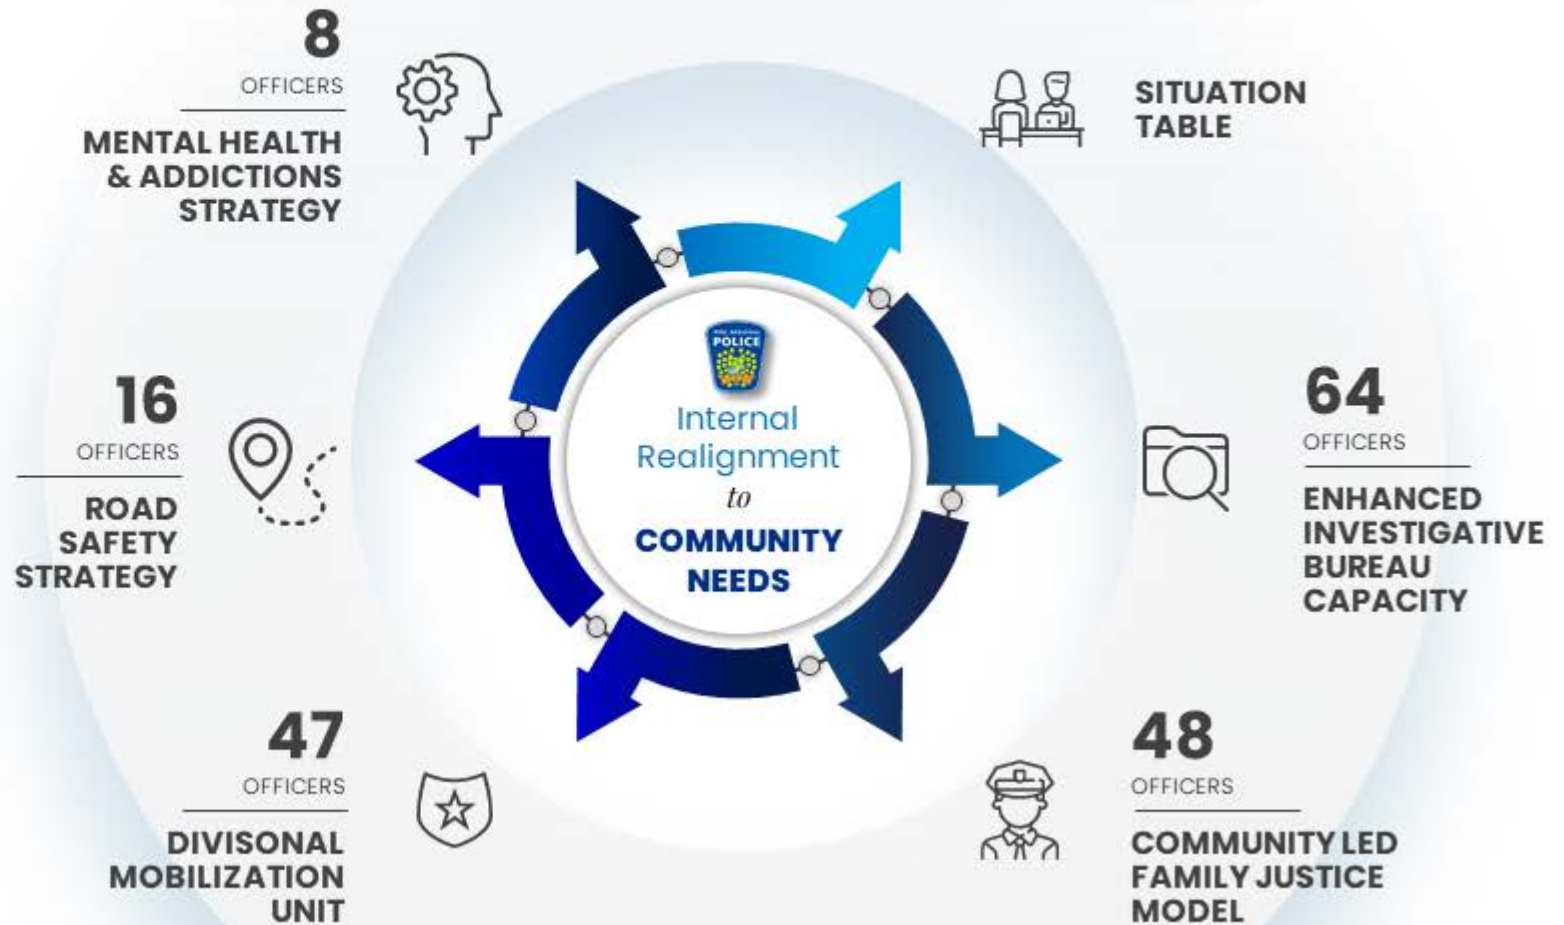 8
OFFICERS
MENTAL HEALTH
& ADDICTIONS
STRATEGY
SITUATION
TABLE
16
OFFICERS
ROAD
SAFETY
STRATEGY
POLICE
Internal
Realignment
to
COMMUNITY
NEEDS
64
OFFICERS
ENHANCED
INVESTIGATIVE
BUREAU
CAPACITY
47
OFFICERS
DIVISONAL
MOBILIZATION
UNIT
48
OFFICERS
COMMUNITY LED
FAMILY JUSTICE
MODEL